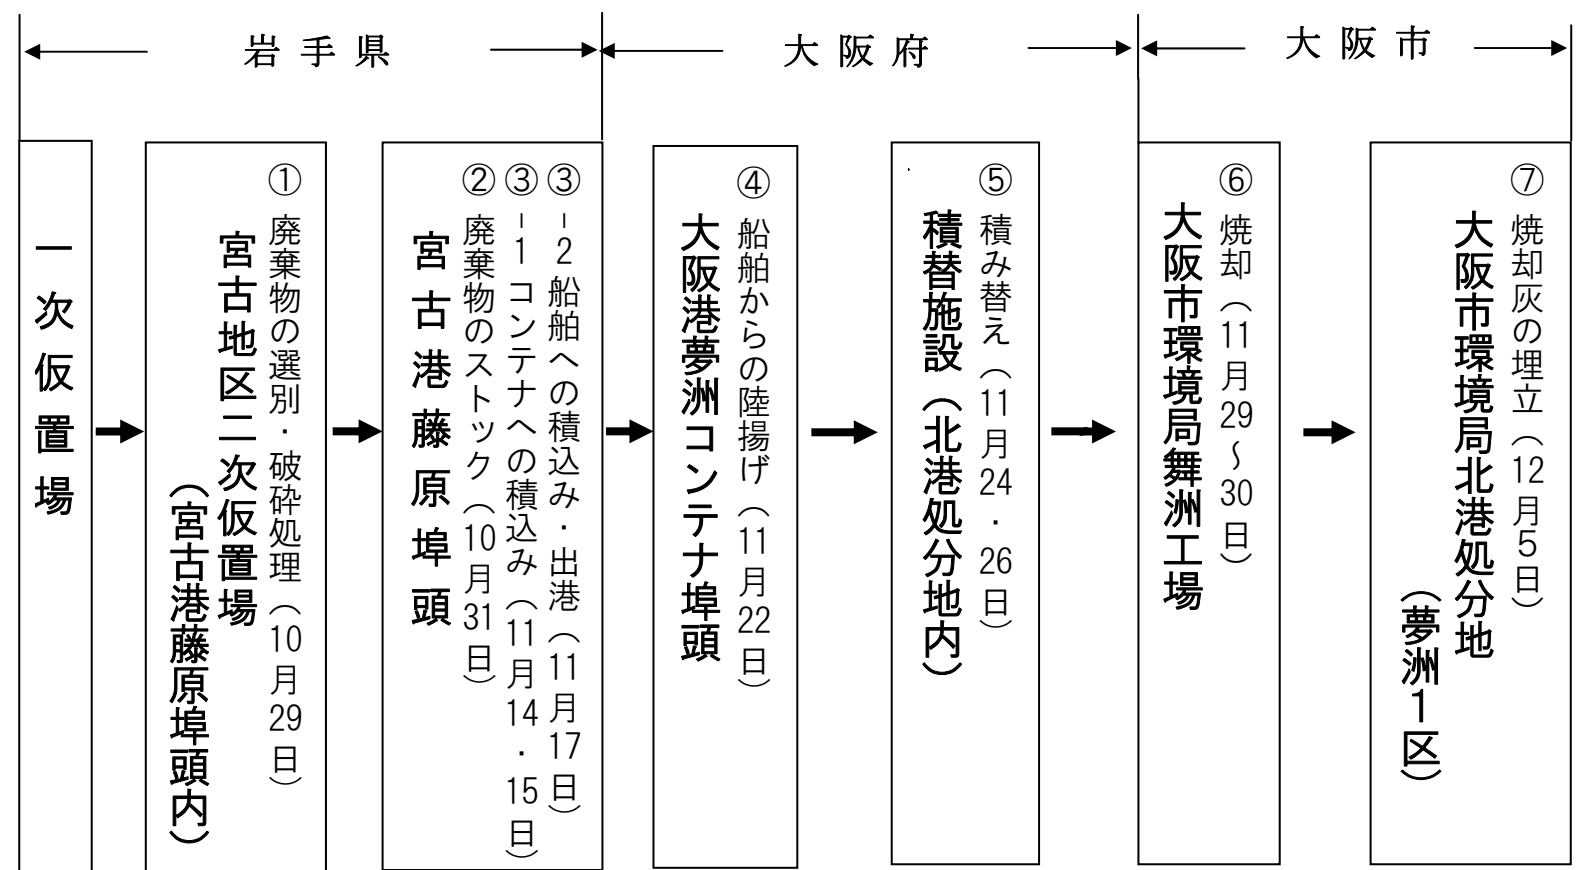 岩手県
大阪府
大阪市
一次仮置場
① 廃棄物の選別・破砕処理（10月29日）
宮古地区二次仮置場
（宮古港藤原埠頭内）
③－2 船舶への積込み・出港（11月17日）
③－1 コンテナへの積込み（11月14・15日）
② 廃棄物のストック（10月31日）
宮古港藤原埠頭
④ 船舶からの陸揚げ（11月22日）
大阪港夢洲コンテナ埠頭
⑤ 積み替え（11月24・26日）
積替施設（北港処分地内）
⑥ 焼却（11月29～30日）
大阪市環境局舞洲工場
⑦ 焼却灰の埋立（12月5日）
大阪市環境局北港処分地
（夢洲１区）